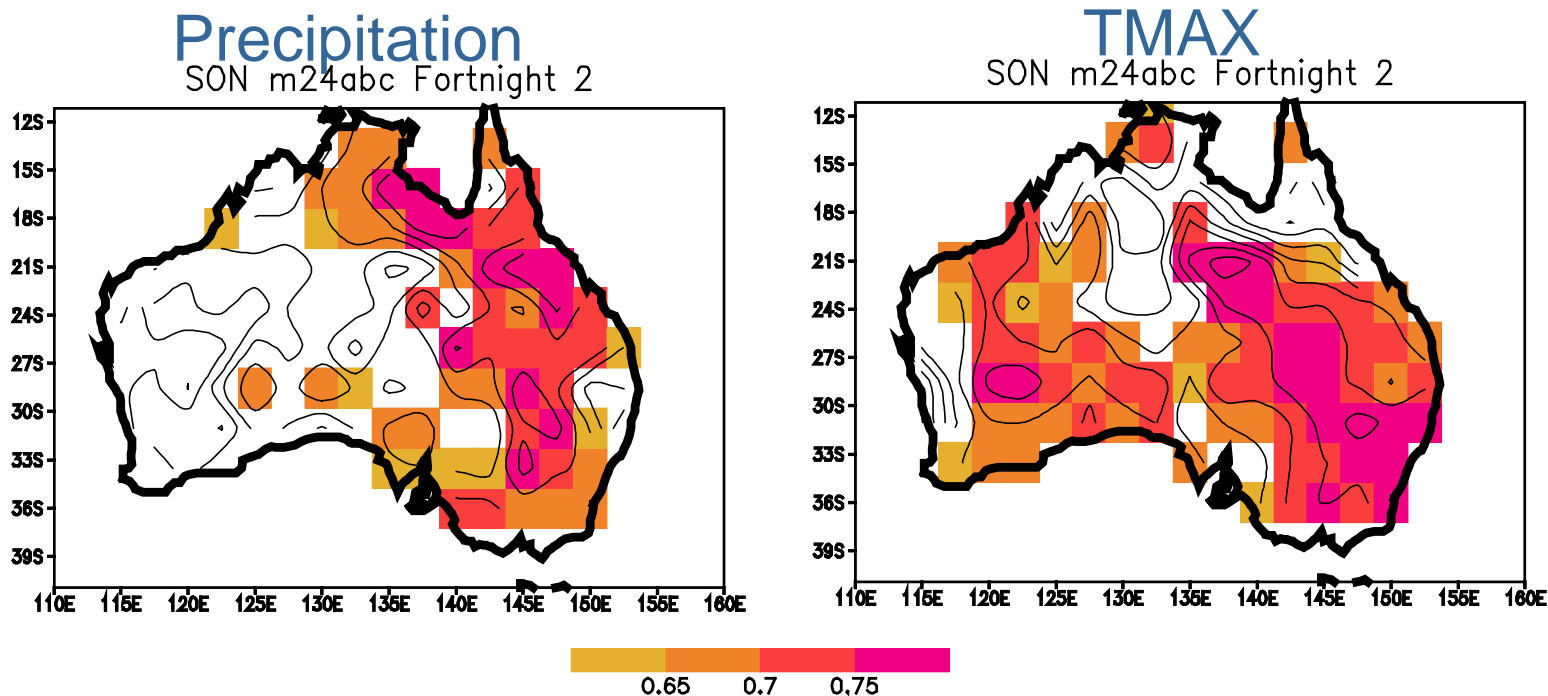 Precipitation
SON m24abc Fortnight 2
12S
15S
18S
21S
24S
27S
30S
33S
36S
39S
110E 115E 120E 125E 130E 135E 140E 145E 150E 155E 160E
TMAX
SON m24abc Fortnight 2
12S
15S
18S
21S
24S
27S
30S
33S
36S
39S
110E 115E 120E 125E 130E 135E 140E 145E 150E 155E 160E
0.65 0.7 0.75